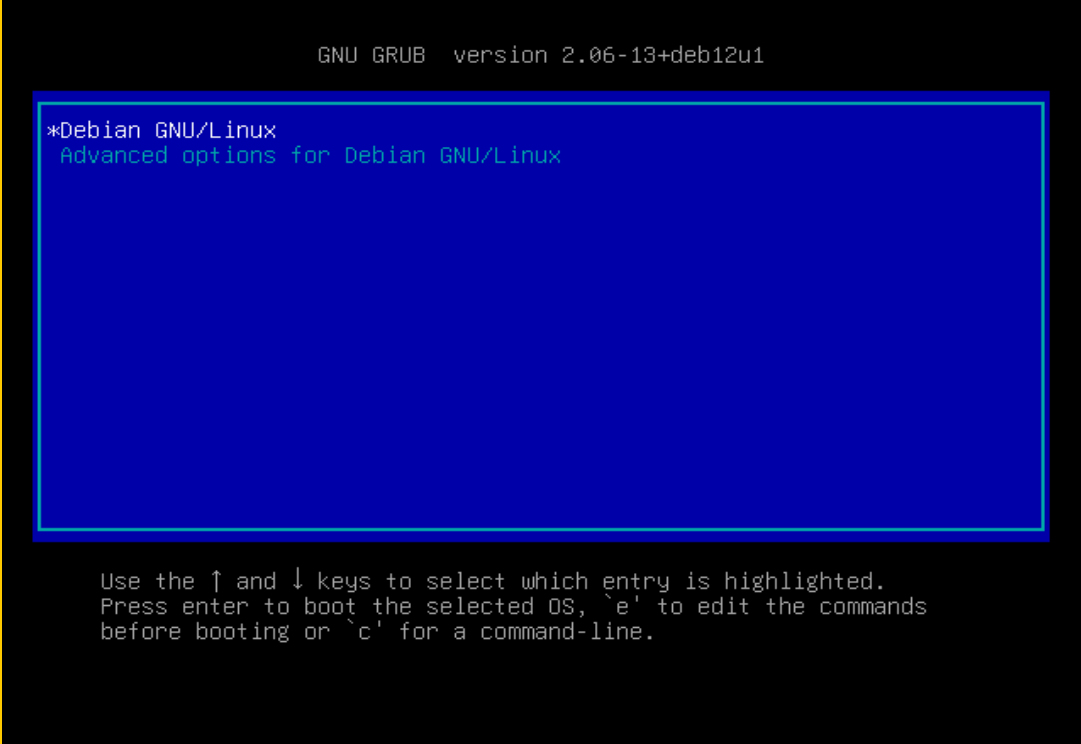 GNU GRUB  version 2.06-13+deb12u1
*Debian GNU/Linux
Advanced options for Debian GNU/Linux
Use the ↑ and ↓ keys to select which entry is highlighted.
Press enter to boot the selected OS, `e' to edit the commands
before booting or `c' for a command-line.